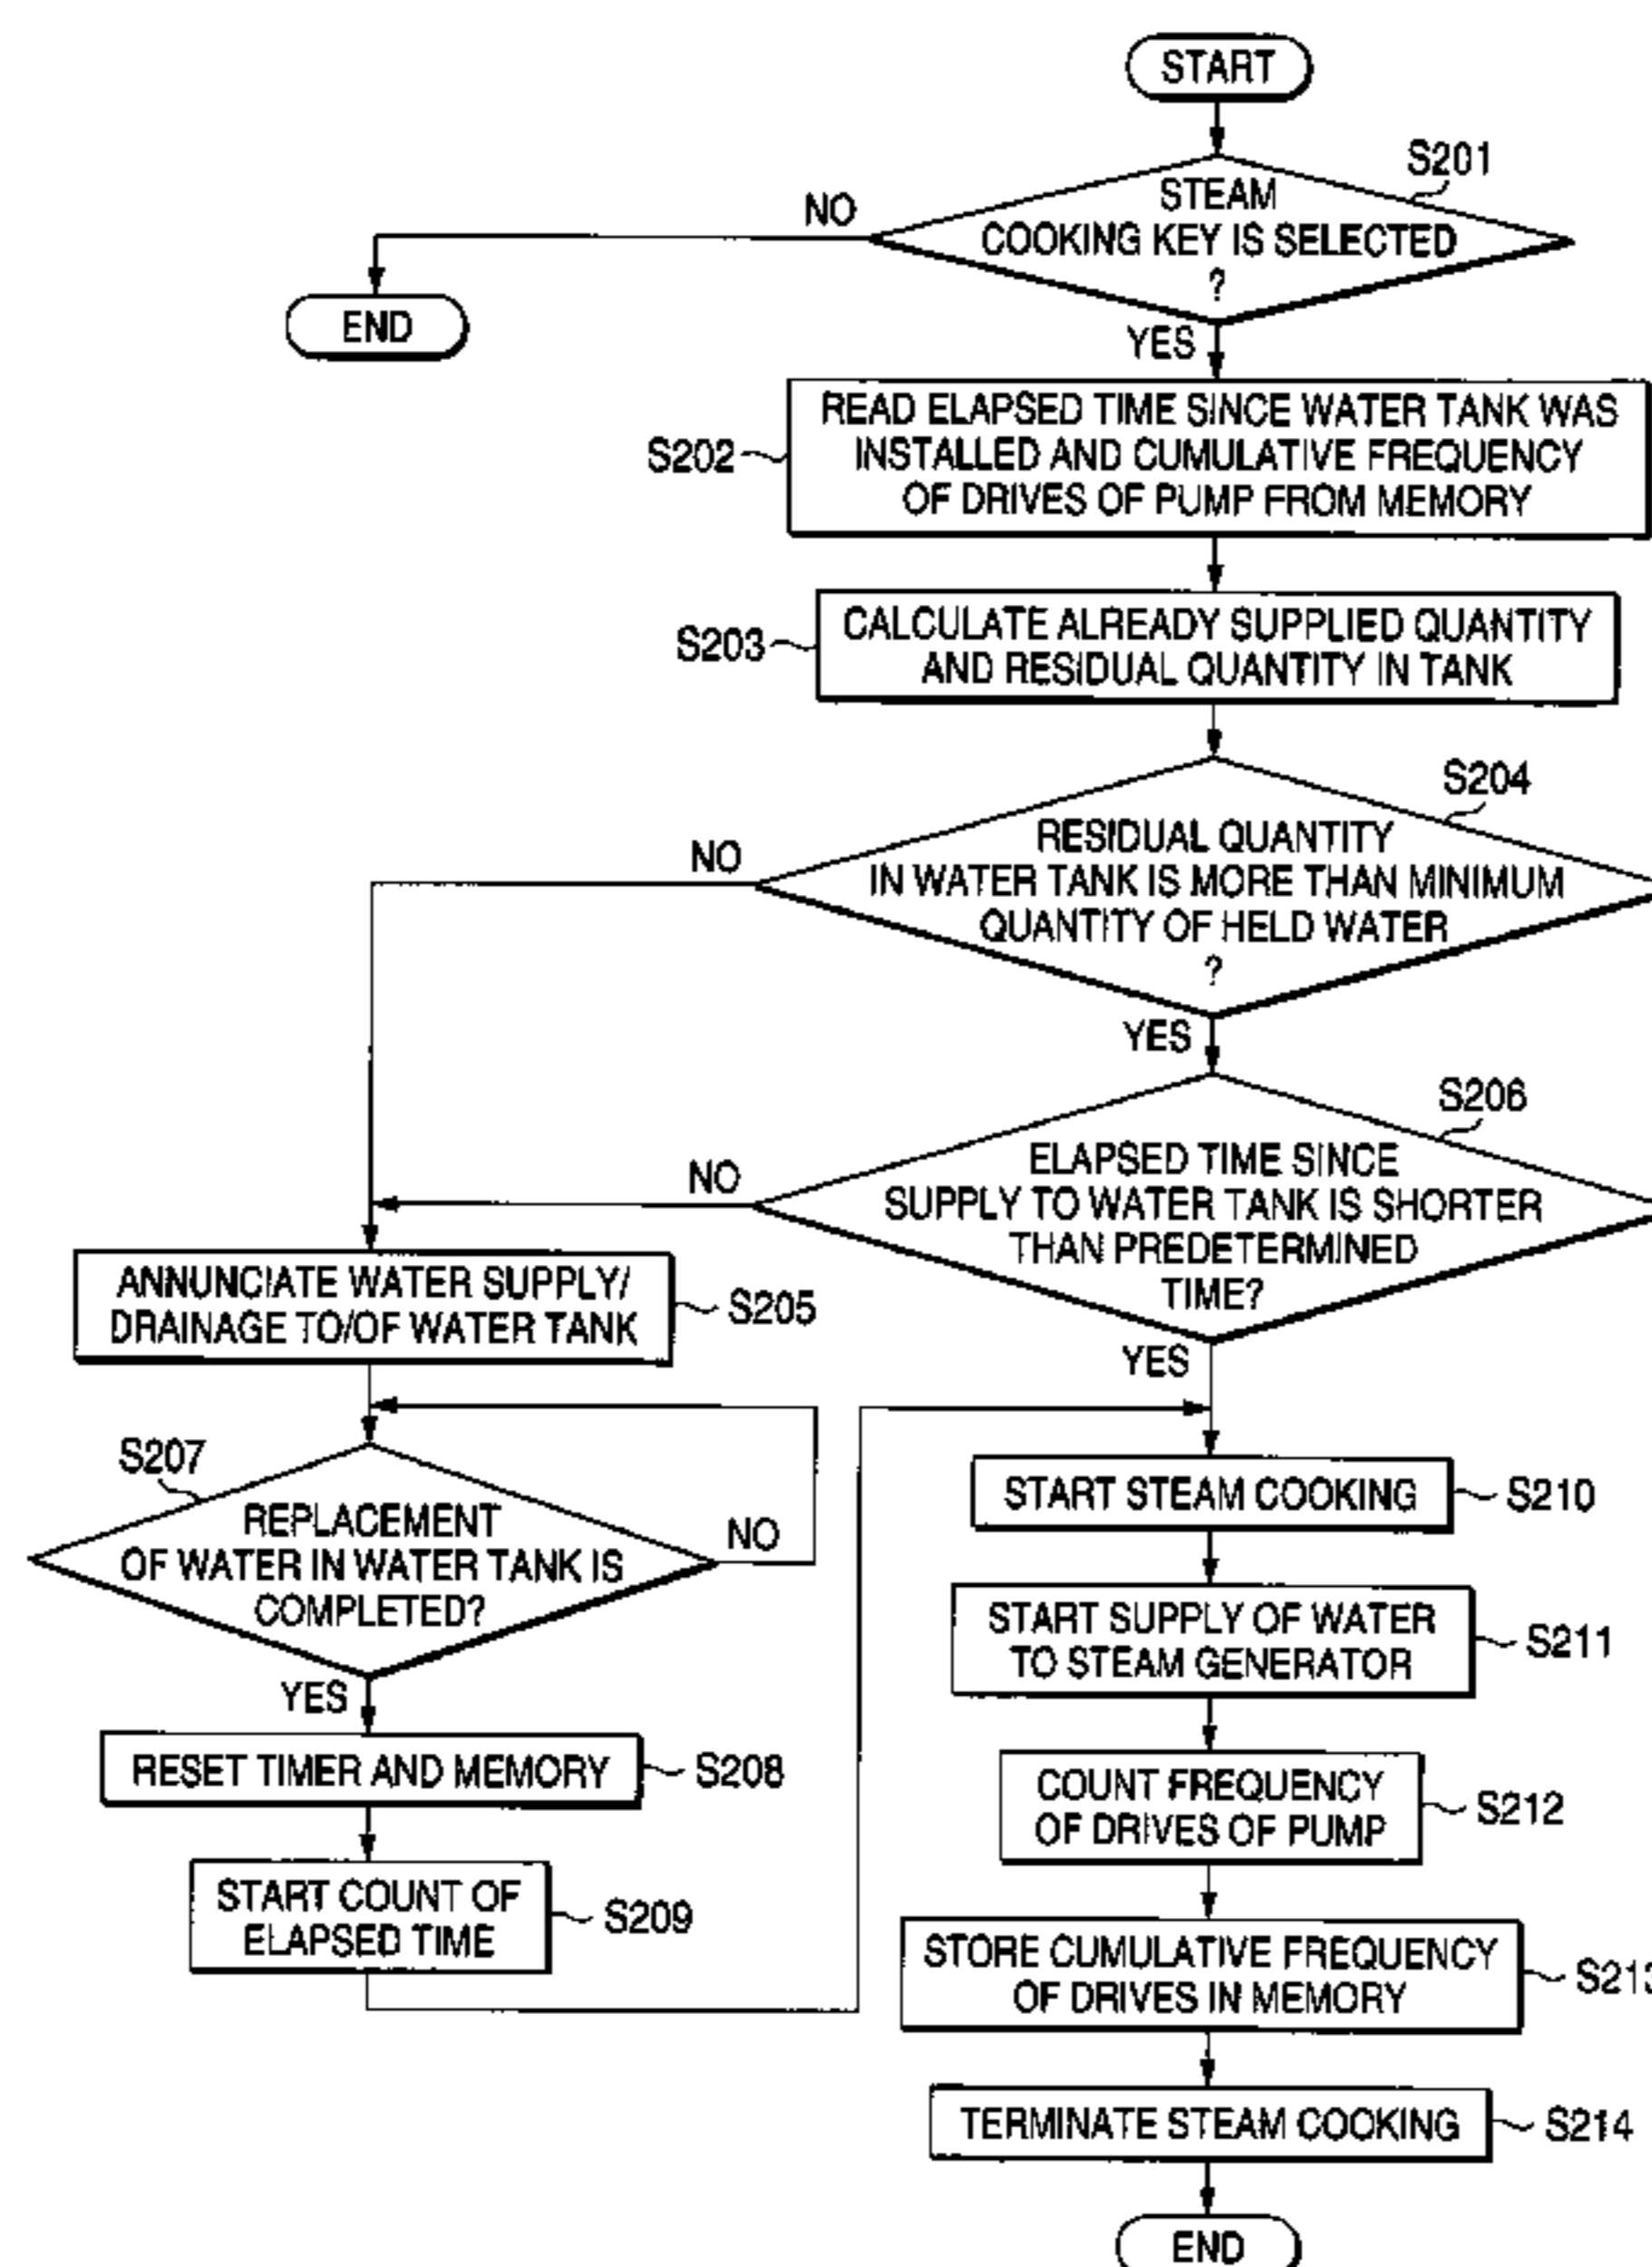 START
S201
STEAM
COOKING KEY IS SELECTED
?
NO
END
YES
READ ELAPSED TIME SINCE WATER TANK WAS
INSTALLED AND CUMULATIVE FREQUENCY
OF DRIVES OF PUMP FROM MEMORY
S202
CALCULATE ALREADY SUPPLIED QUANTITY
AND RESIDUAL QUANTITY IN TANK
S203
S204
RESIDUAL QUANTITY
IN WATER TANK IS MORE THAN MINIMUM
QUANTITY OF HELD WATER
?
NO
YES
S206
ELAPSED TIME SINCE
SUPPLY TO WATER TANK IS SHORTER
THAN PREDETERMINED
TIME?
NO
YES
ANNUNCIATE WATER SUPPLY/
DRAINAGE TO/OF WATER TANK
S205
S207
REPLACEMENT
OF WATER IN WATER TANK IS
COMPLETED?
NO
YES
RESET TIMER AND MEMORY
S208
START COUNT OF
ELAPSED TIME
S209
START STEAM COOKING
S210
START SUPPLY OF WATER
TO STEAM GENERATOR
S211
COUNT FREQUENCY
OF DRIVES OF PUMP
S212
STORE CUMULATIVE FREQUENCY
OF DRIVES IN MEMORY
S213
TERMINATE STEAM COOKING
S214
END